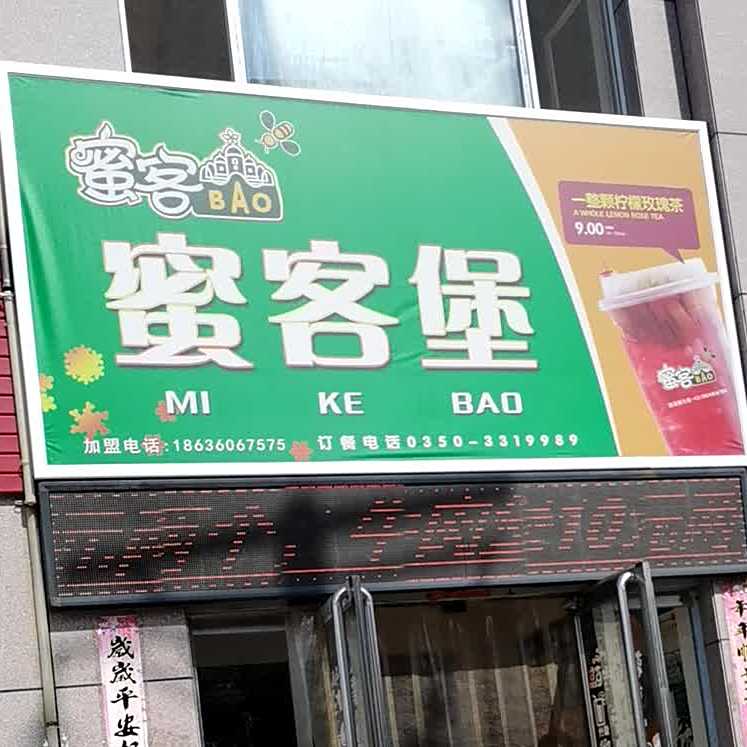 蜜客
BAO
一整颗柠檬玫瑰茶
A WHOLE LEMON ROSE TEA
9.00
蜜客堡
MI KE BAO
蜜客
BAO
加盟电话:18636067575 订餐电话0350-3319989
岁岁平安